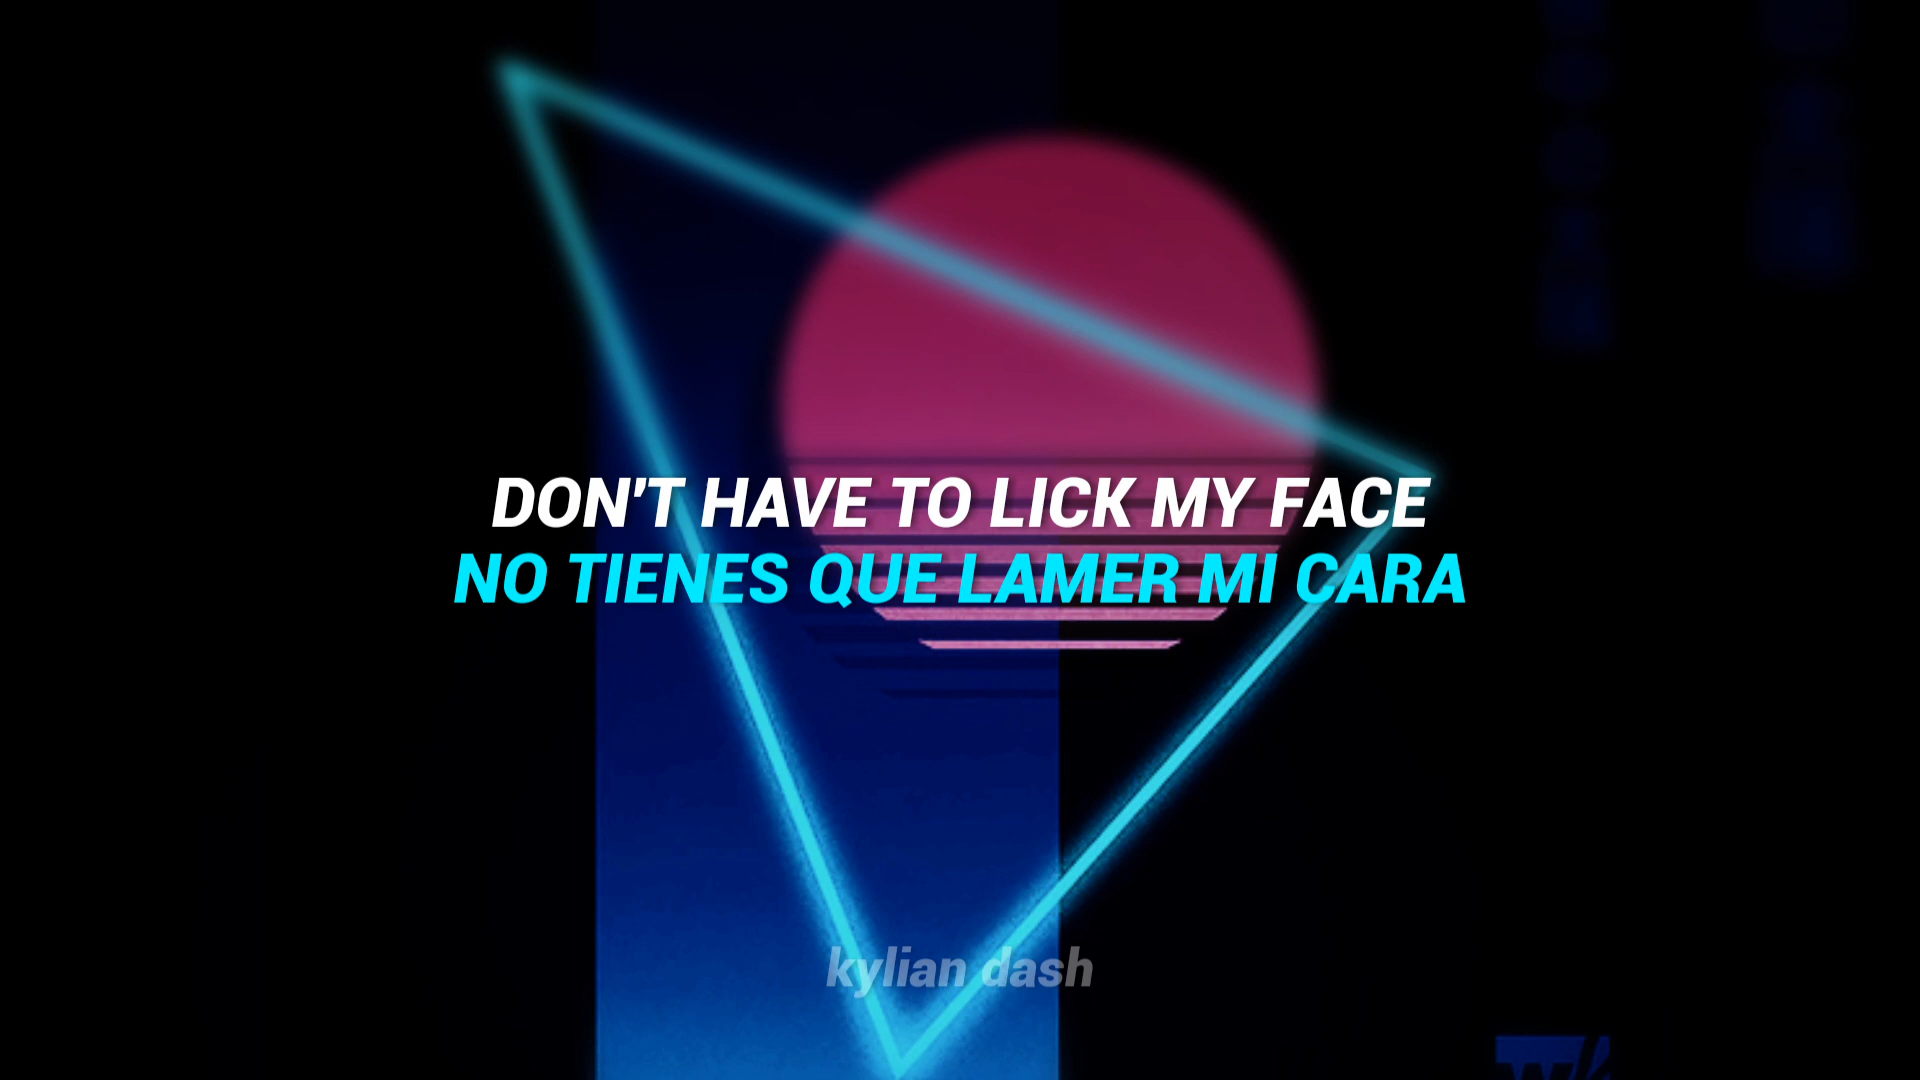 DON'T HAVE TO LICK MY FACE
NO TIENES QUE LAMER MI CARA
kylian dash